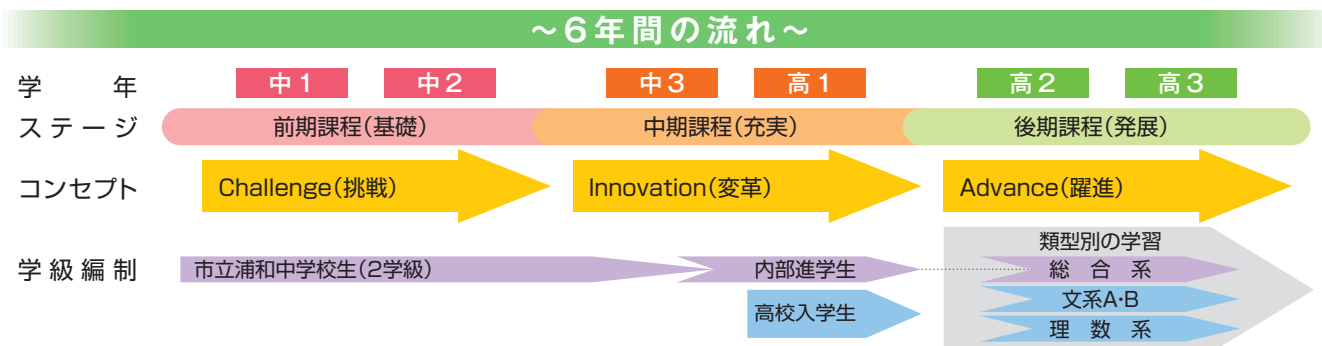 ～6年間の流れ～
学年 中1 中2 中3 高1 高2 高3
ステージ 前期課程(基礎) 中期課程(充実) 後期課程(発展)
コンセプト Challenge(挑戦) Innovation(変革) Advance(躍進)
類型別の学習
学級編制 市立浦和中学校生(2学級) 内部進学生 総合系
高校入学生 文系A・B
理数系